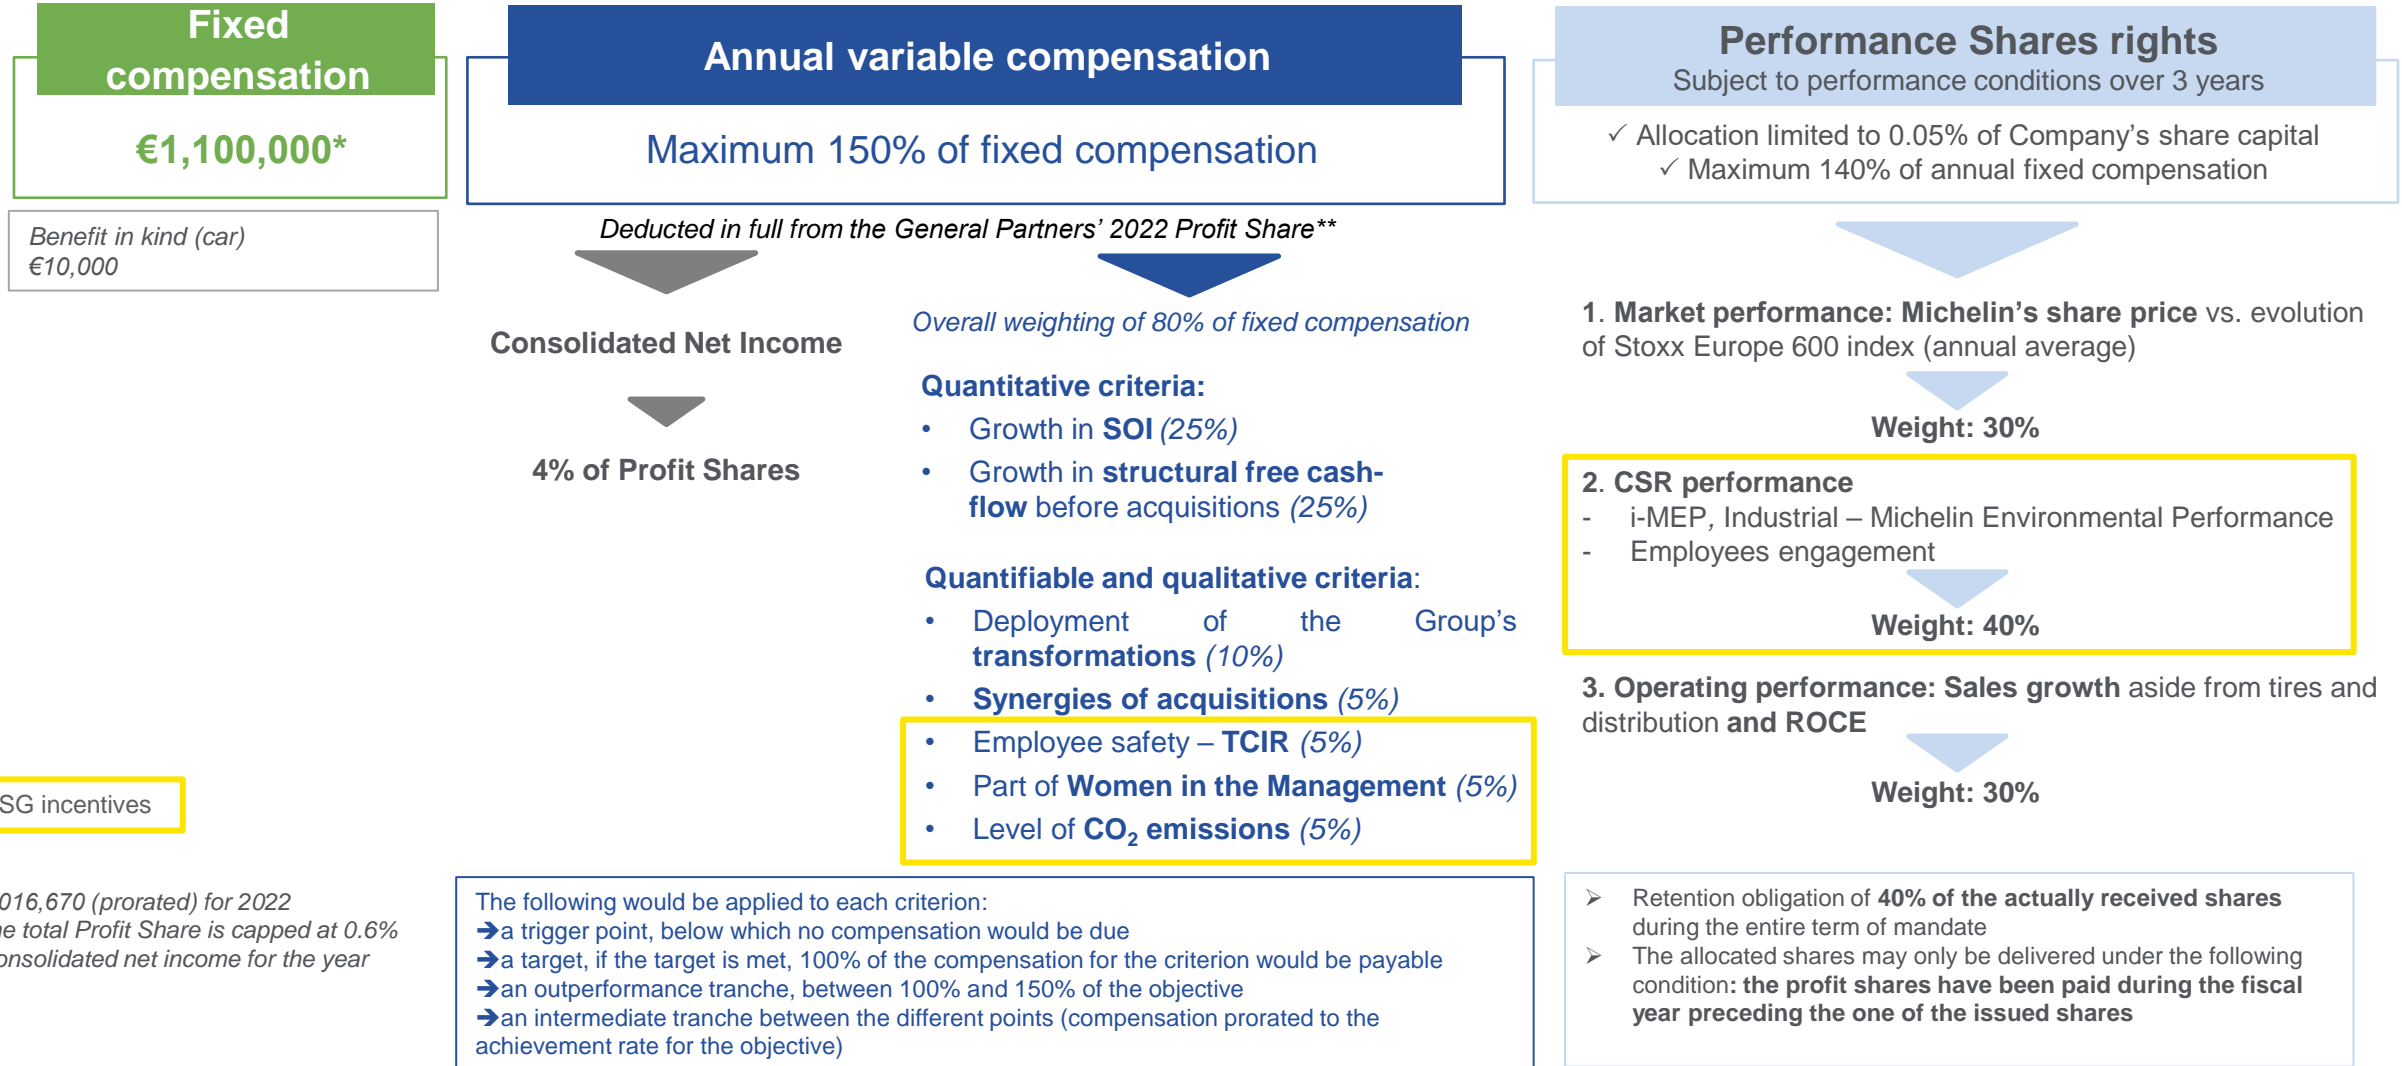 Fixed
compensation
€1,100,000*
Benefit in kind (car)
€10,000
Annual variable compensation
Maximum 150% of fixed compensation
Deducted in full from the General Partners’ 2022 Profit Share**
Consolidated Net Income
4% of Profit Shares
Overall weighting of 80% of fixed compensation
Quantitative criteria:
• Growth in SOI (25%)
• Growth in structural free cash-
flow before acquisitions (25%)
Quantifiable and qualitative criteria:
• Deployment of the Group’s
transformations (10%)
• Synergies of acquisitions (5%)
• Employee safety – TCIR (5%)
• Part of Women in the Management (5%)
• Level of CO₂ emissions (5%)
Performance Shares rights
Subject to performance conditions over 3 years
✓ Allocation limited to 0.05% of Company’s share capital
✓ Maximum 140% of annual fixed compensation
1. Market performance: Michelin’s share price vs. evolution
of Stoxx Europe 600 index (annual average)
Weight: 30%
2. CSR performance
- i-MEP, Industrial – Michelin Environmental Performance
- Employees engagement
Weight: 40%
3. Operating performance: Sales growth aside from tires and
distribution and ROCE
Weight: 30%
SG incentives
016,670 (prorated) for 2022
he total Profit Share is capped at 0.6%
onsolidated net income for the year
The following would be applied to each criterion:
➔a trigger point, below which no compensation would be due
➔a target, if the target is met, 100% of the compensation for the criterion would be payable
➔an outperformance tranche, between 100% and 150% of the objective
➔an intermediate tranche between the different points (compensation prorated to the
achievement rate for the objective)
➢ Retention obligation of 40% of the actually received shares
during the entire term of mandate
➢ The allocated shares may only be delivered under the following
condition: the profit shares have been paid during the fiscal
year preceding the one of the issued shares